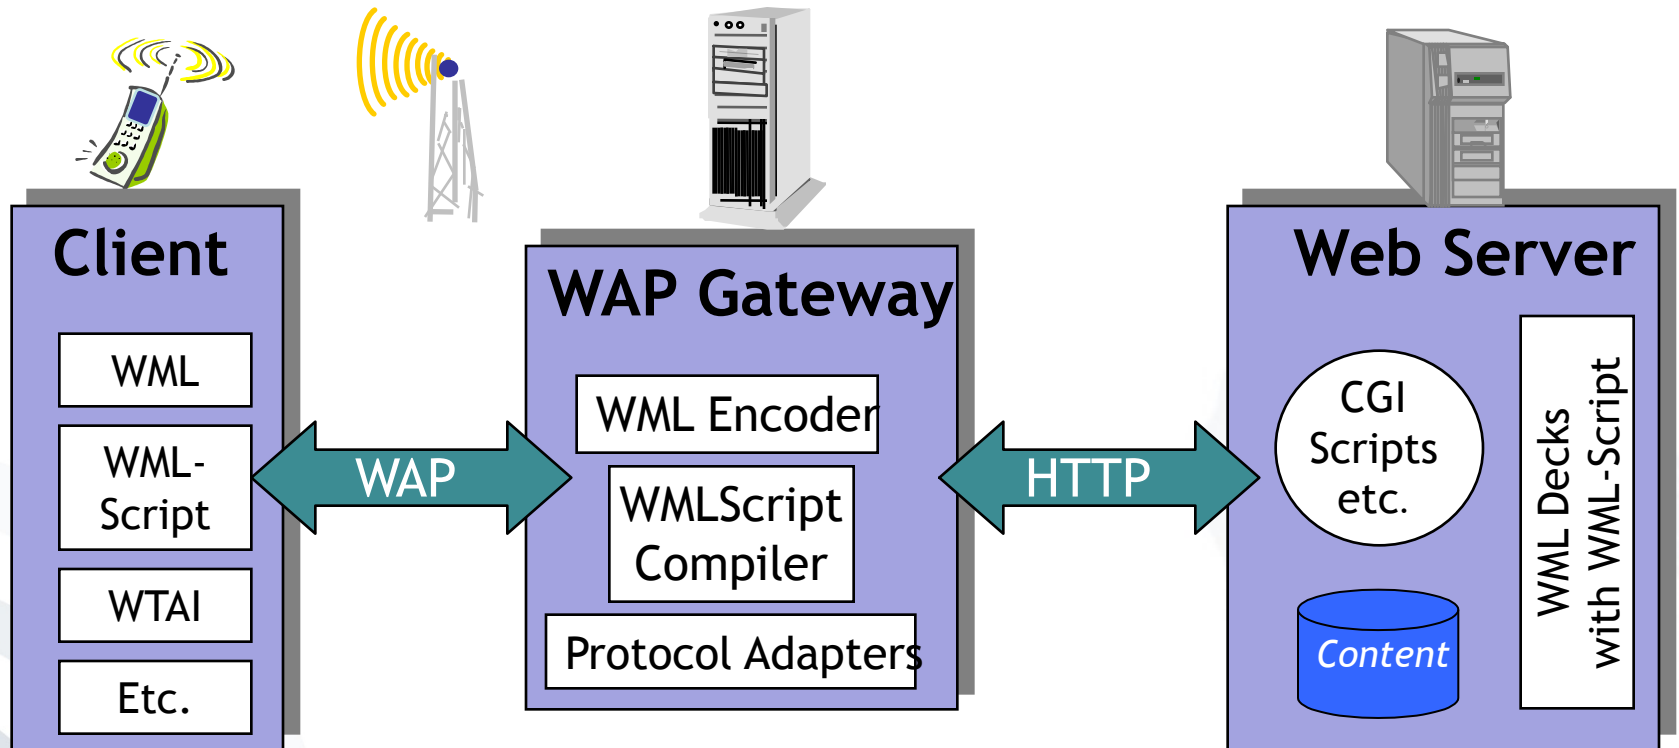 Client
WML
WML-
Script
WTAI
Etc.
WAP
WAP Gateway
WML Encoder
WMLScript
Compiler
Protocol Adapters
HTTP
Web Server
CGI
Scripts
etc.
Content
WML Decks
with WML-Script